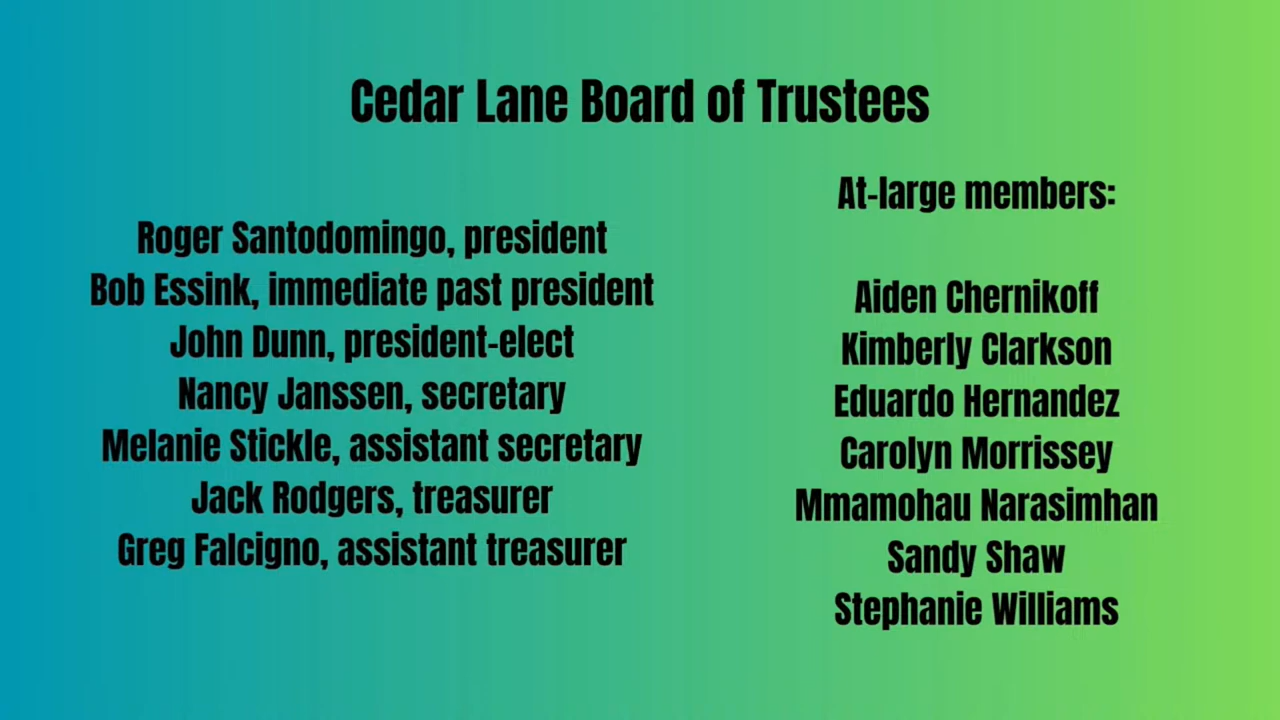 Cedar Lane Board of Trustees
Roger Santodomingo, president
Bob Essink, immediate past president
John Dunn, president-elect
Nancy Janssen, secretary
Melanie Stickle, assistant secretary
Jack Rodgers, treasurer
Greg Falcigno, assistant treasurer
At-large members:
Aiden Chernikoff
Kimberly Clarkson
Eduardo Hernandez
Carolyn Morrissey
Mmamohau Narasimhan
Sandy Shaw
Stephanie Williams